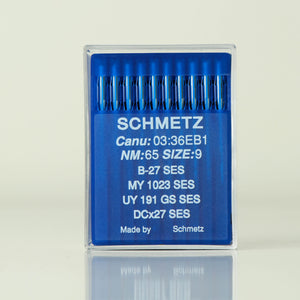 SCHMETZ
Canu: 03:36EB1
NM:65 SIZE:9
B-27 SES
MY 1023 SES
UY 191 GS SES
DCx27 SES
Made by Schmetz